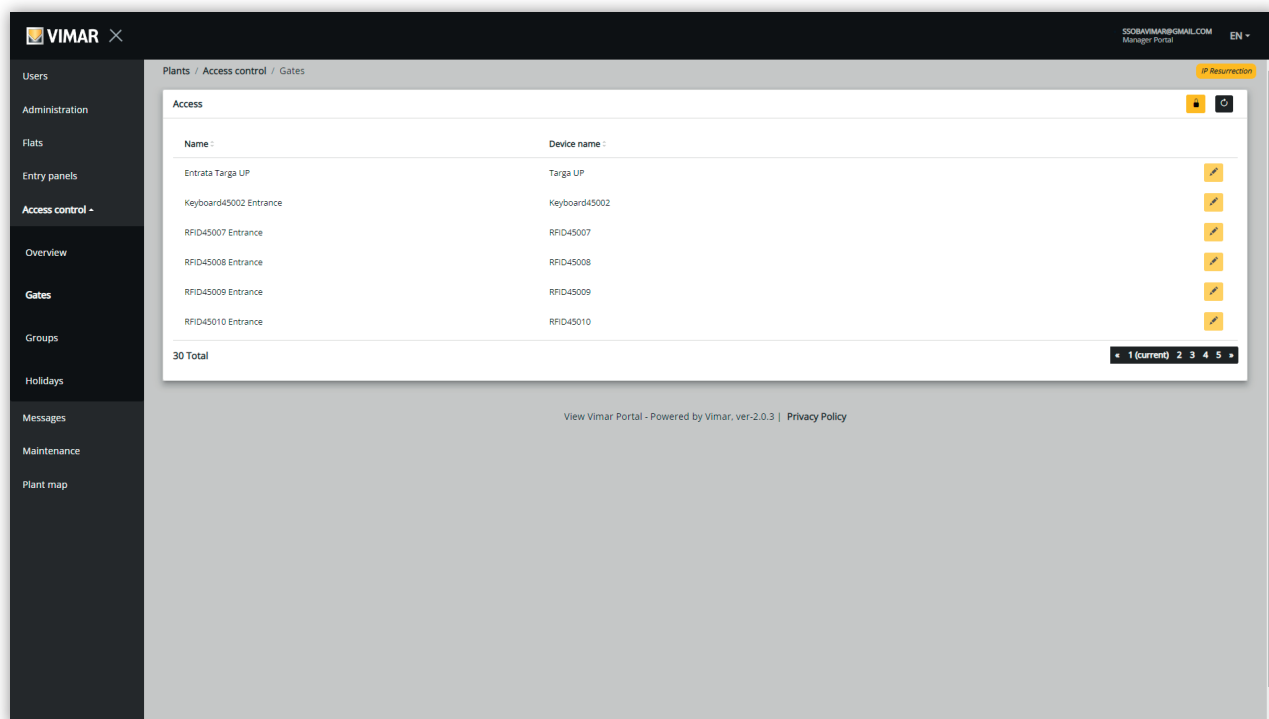 VIMAR
SSOBAVIMAR@GMAIL.COM
Manager Portal
EN
Users
Administration
Flats
Entry panels
Access control
Overview
Gates
Groups
Holidays
Messages
Maintenance
Plant map
Plants / Access control / Gates
IP Resurrection
Access
Name Device name
Entrata Targa UP Targa UP
Keyboard45002 Entrance Keyboard45002
RFID45007 Entrance RFID45007
RFID45008 Entrance RFID45008
RFID45009 Entrance RFID45009
RFID45010 Entrance RFID45010
30 Total
« 1 (current) 2 3 4 5 »
View Vimar Portal - Powered by Vimar, ver-2.0.3 | Privacy Policy